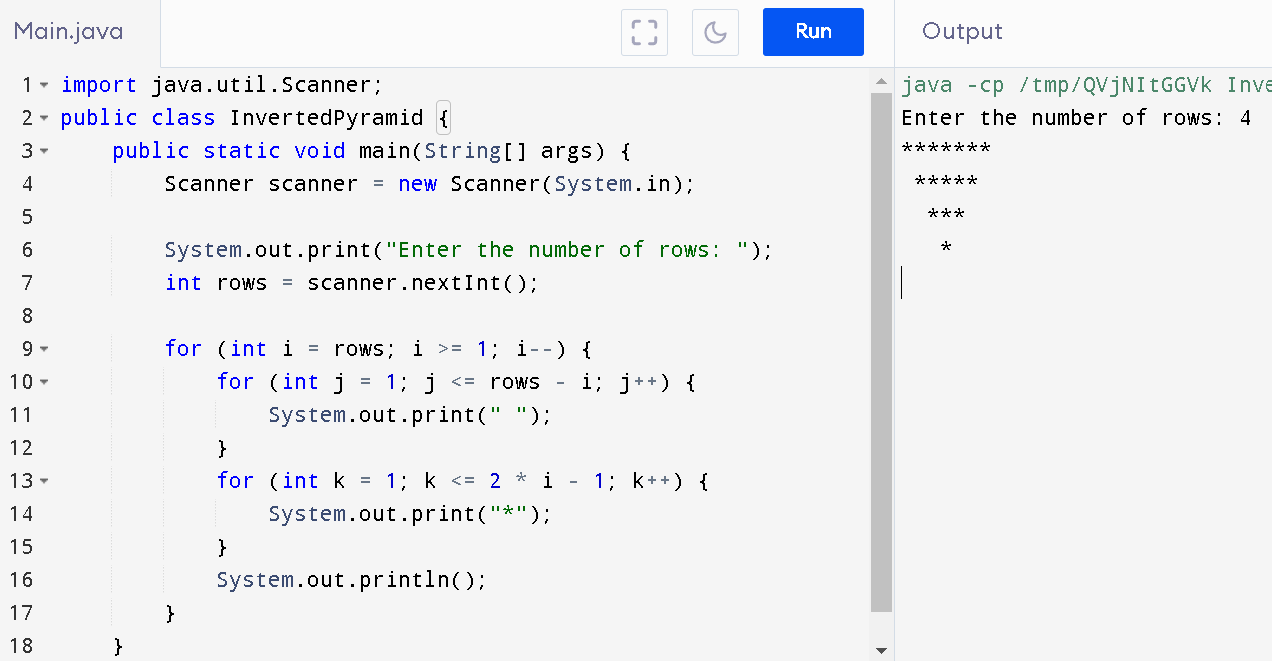 Main.java
Run
Output
1 import java.util.Scanner;
2 public class InvertedPyramid {
3     public static void main(String[] args) {
4         Scanner scanner = new Scanner(System.in);
5
6         System.out.print("Enter the number of rows: ");
7         int rows = scanner.nextInt();
8
9         for (int i = rows; i >= 1; i--) {
10             for (int j = 1; j <= rows - i; j++) {
11                 System.out.print(" ");
12             }
13             for (int k = 1; k <= 2 * i - 1; k++) {
14                 System.out.print("*");
15             }
16             System.out.println();
17         }
18     }
java -cp /tmp/QVjNItGGVk Inve
Enter the number of rows: 4
*******
 *****
  ***
   *